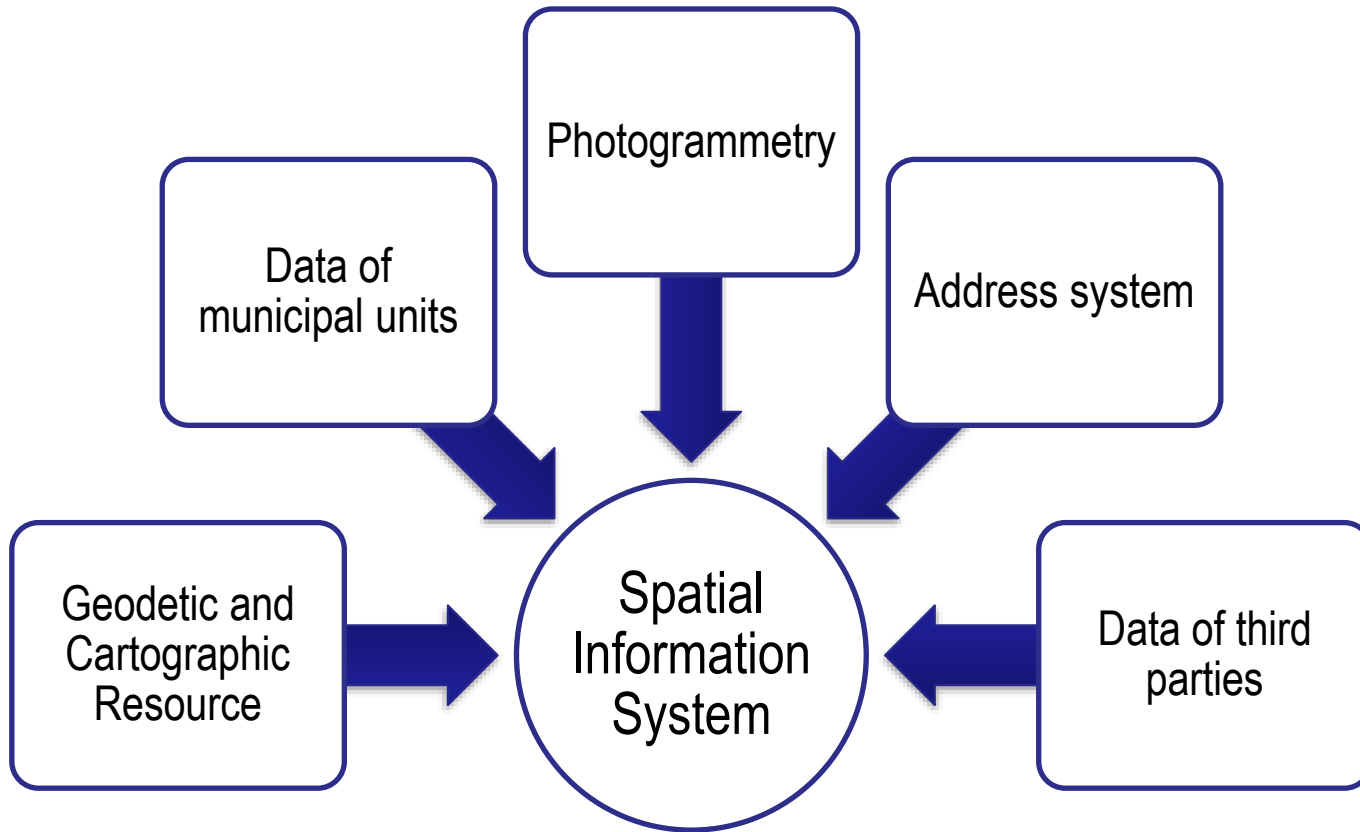 Photogrammetry
Data of
municipal units
Address system
Geodetic and
Cartographic
Resource
Spatial
Information
System
Data of third
parties